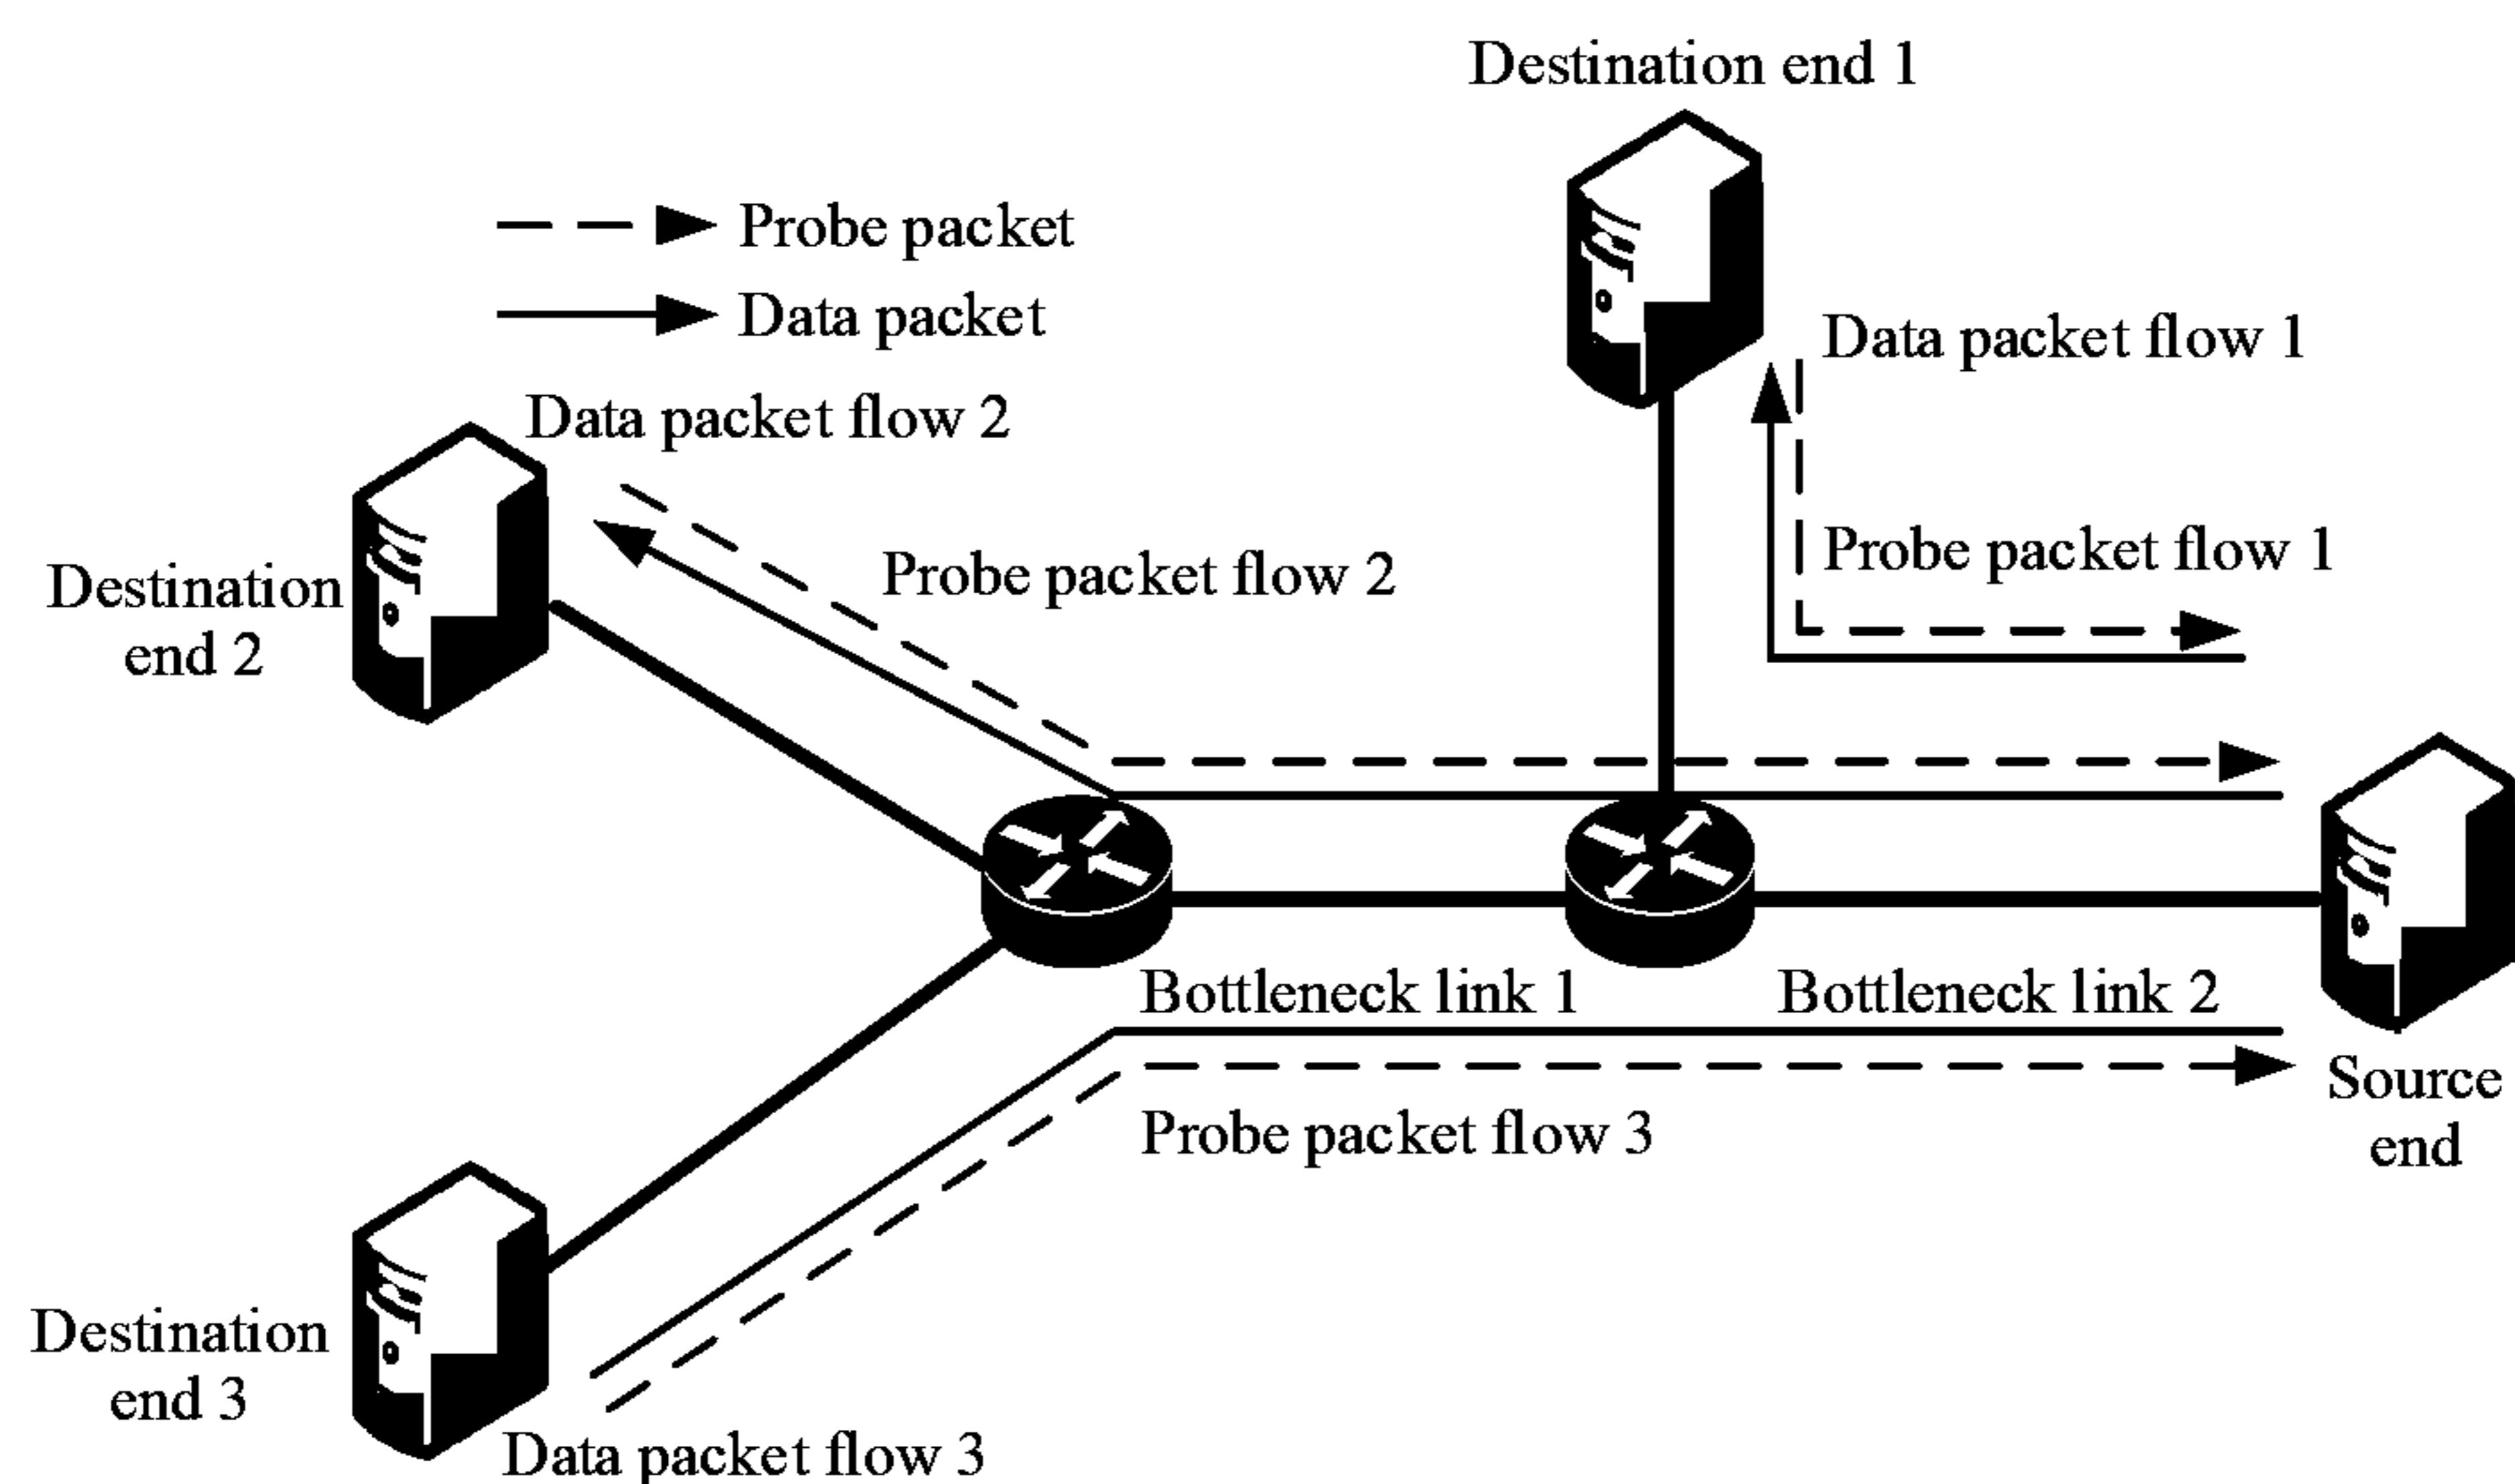 Destination end 1
Probe packet
Data packet
Data packet flow 1
Data packet flow 2
Probe packet flow 1
Probe packet flow 2
Destination
end 2
Bottleneck link 1
Bottleneck link 2
Source
end
Probe packet flow 3
Destination
end 3
Data packet flow 3